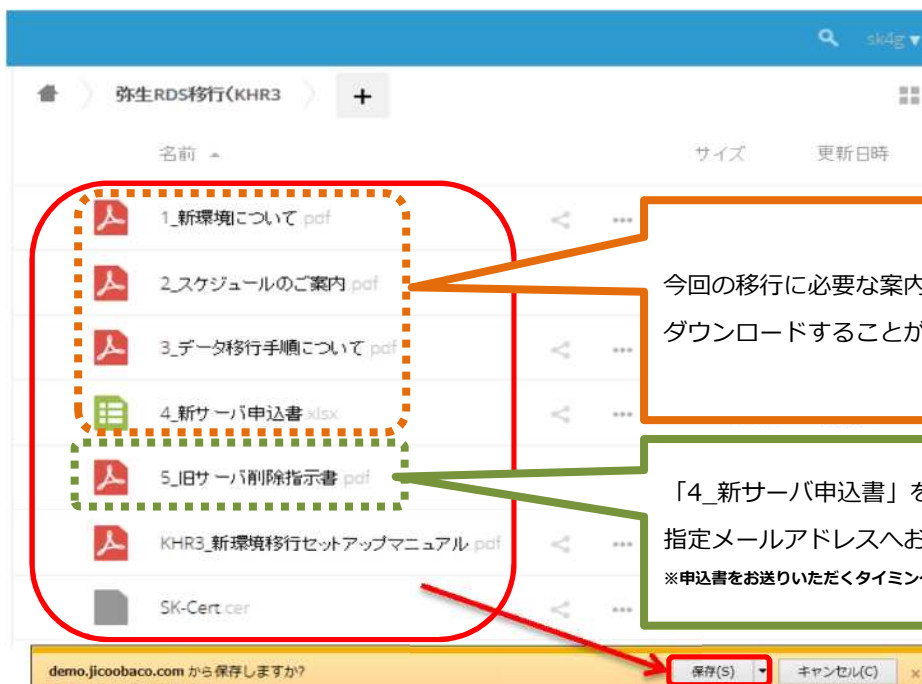 sk4g
弥生RDS移行(KHR3
+
名前
サイズ
更新日時
1_新環境について.pdf
2_スケジュールのご案内.pdf
3_データ移行手順について.pdf
4_新サーバ申込書.xlsx
5_旧サーバ削除指示書.pdf
KHR3_新環境移行セットアップマニュアル.pdf
SK-Cert.cer
今回の移行に必要な案内
ダウンロードすることが
「4_新サーバ申込書」を
指定メールアドレスへお
※申込書をお送りいただくタイミン
demo.jicoobaco.com から保存しますか?
保存(S)
キャンセル(C)
×